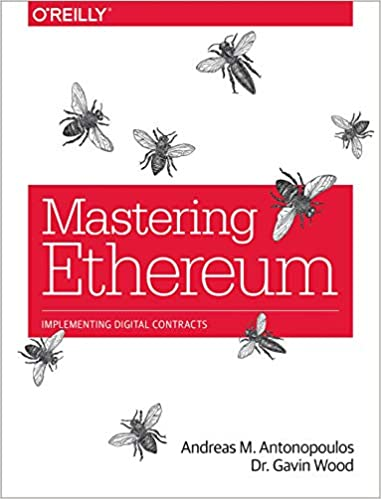 O'REILLY®
Mastering
Ethereum
IMPLEMENTING DIGITAL CONTRACTS
Andreas M. Antonopoulos
Dr. Gavin Wood